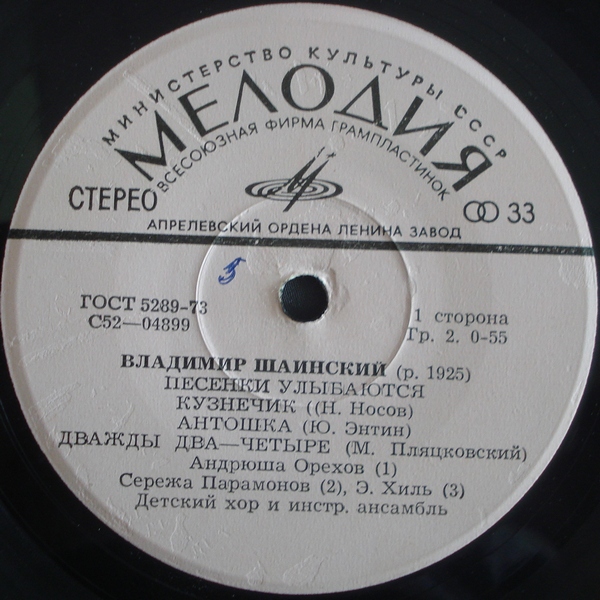 МИНИСТЕРСТВО КУЛЬТУРЫ СССР
МЕЛОДИЯ
ВСЕСОЮЗНАЯ ФИРМА ГРАМПЛАСТИНОК
СТЕРЕО 33
АПРЕЛЕВСКИЙ ОРДЕНА ЛЕНИНА ЗАВОД
ГОСТ 5289-73
С52—04899
1 сторона
Гр. 2. 0-55
ВЛАДИМИР ШАИНСКИЙ (р. 1925)
ПЕСЕНКИ УЛЫБАЮТСЯ
КУЗНЕЧИК ((Н. Носов)
АНТОШКА (Ю. Энтин)
ДВАЖДЫ ДВА—ЧЕТЫРЕ (М. Пляцковский)
Андрюша Орехов (1)
Сережа Парамонов (2), Э. Хиль (3)
Детский хор и инстр. ансамбль